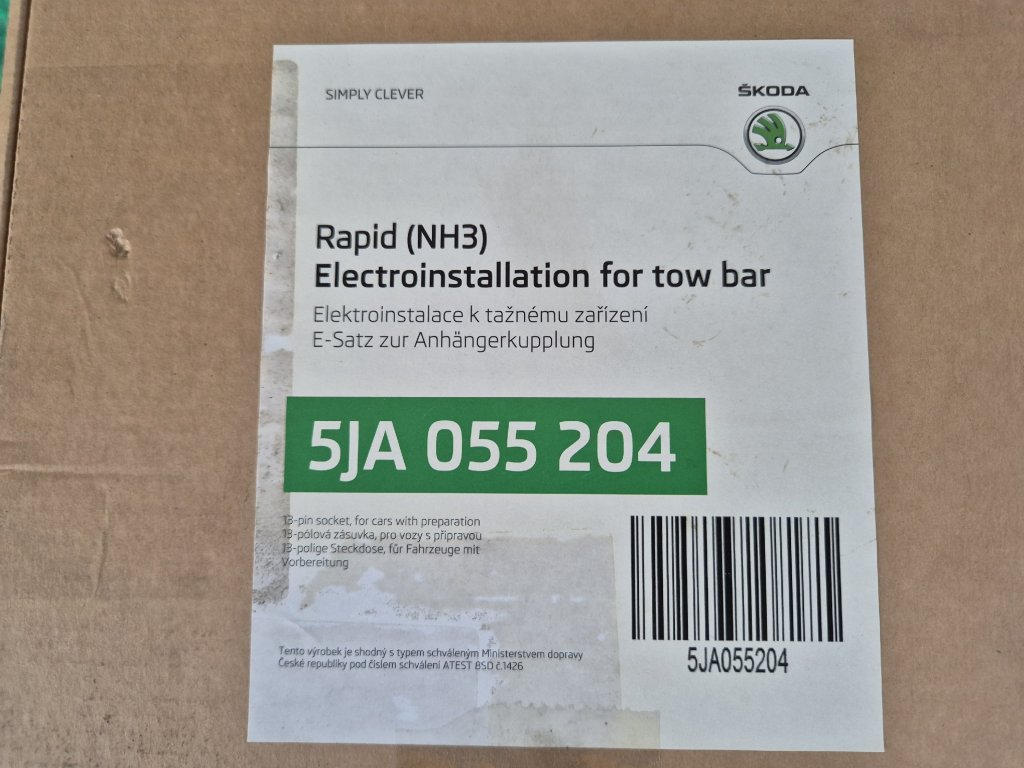 SIMPLY CLEVER
ŠKODA
Rapid (NH3)
Electroinstallation for tow bar
Elektroinstalace k tažnému zařízení
E-Satz zur Anhängerkupplung
5JA 055 204
13-pin socket, for cars with preparation
13-pólová zásuvka, pro vozy s přípravou
13-polige Steckdose, für Fahrzeuge mit
Vorbereitung
5JA055204
Tento výrobek je shodný s typem schváleným Ministerstvem dopravy
České republiky pod číslem schválení ATEST 8SD č.1426